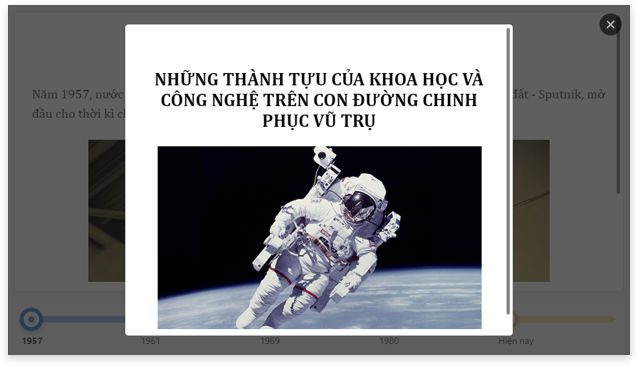 NHỮNG THÀNH TỰU CỦA KHOA HỌC VÀ
CÔNG NGHỆ TRÊN CON ĐƯỜNG CHINH
PHỤC VŨ TRỤ
Năm 1957, nước
đất - Sputnik, mở
đầu cho thời kì
1957
1961
1969
1980
Hiện nay